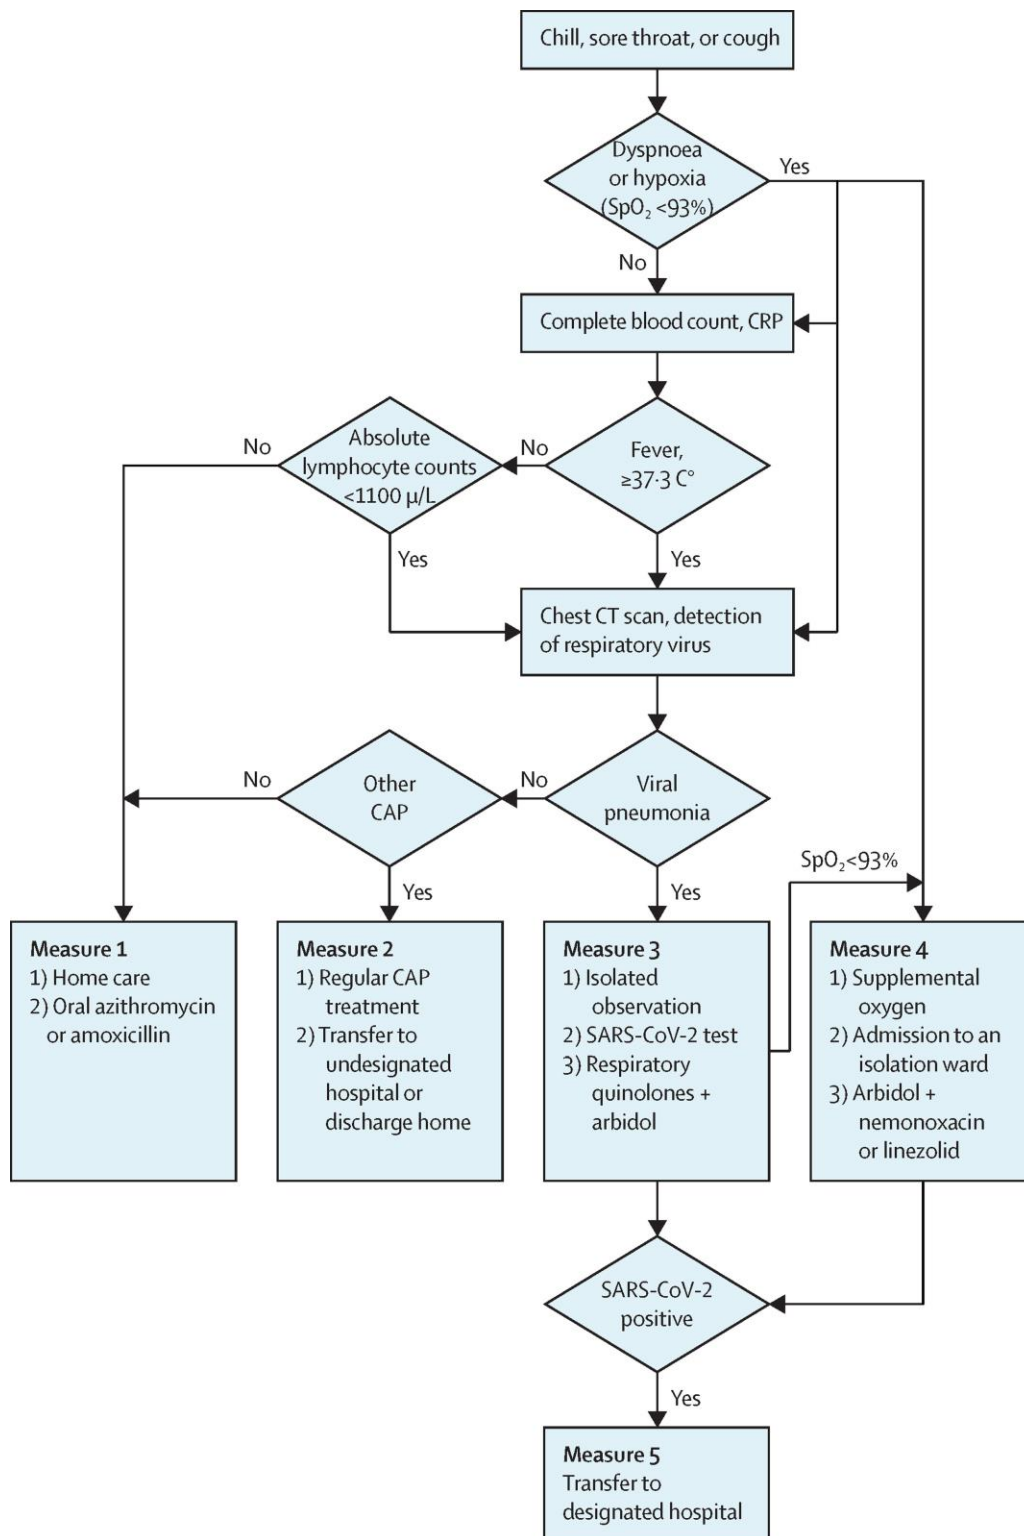 Chill, sore throat, or cough
Dyspnoea
or hypoxia
(SpO₂ <93%)
Yes
No
Complete blood count, CRP
Fever,
≥37·3 C°
No
Absolute
lymphocyte counts
<1100 μ/L
No
Yes
Yes
Chest CT scan, detection
of respiratory virus
Viral
pneumonia
No
Other
CAP
No
Yes
Yes
SpO₂<93%
Measure 1
1) Home care
2) Oral azithromycin
or amoxicillin
Measure 2
1) Regular CAP
treatment
2) Transfer to
undesignated
hospital or
discharge home
Measure 3
1) Isolated
observation
2) SARS-CoV-2 test
3) Respiratory
quinolones +
arbidol
Measure 4
1) Supplemental
oxygen
2) Admission to an
isolation ward
3) Arbidol +
nemonoxacin
or linezolid
SARS-CoV-2
positive
Yes
Measure 5
Transfer to
designated hospital